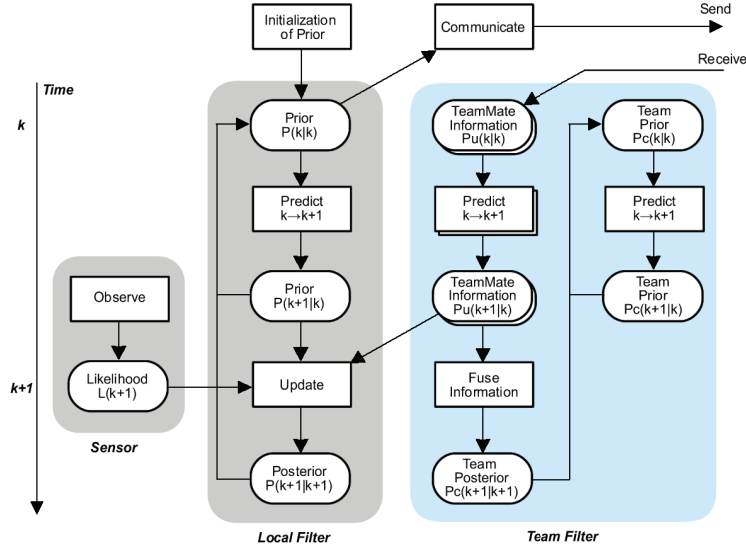 Initialization
of Prior
Communicate
Send
Receive
Time
k
Prior
P(k|k)
TeamMate
Information
Pu(k|k)
Team
Prior
Pc(k|k)
Predict
k→k+1
Predict
k→k+1
Predict
k→k+1
Observe
Prior
P(k+1|k)
TeamMate
Information
Pu(k+1|k)
Team
Prior
Pc(k+1|k)
k+1
Likelihood
L(k+1)
Update
Fuse
Information
Sensor
Posterior
P(k+1|k+1)
Team
Posterior
Pc(k+1|k+1)
Local Filter
Team Filter